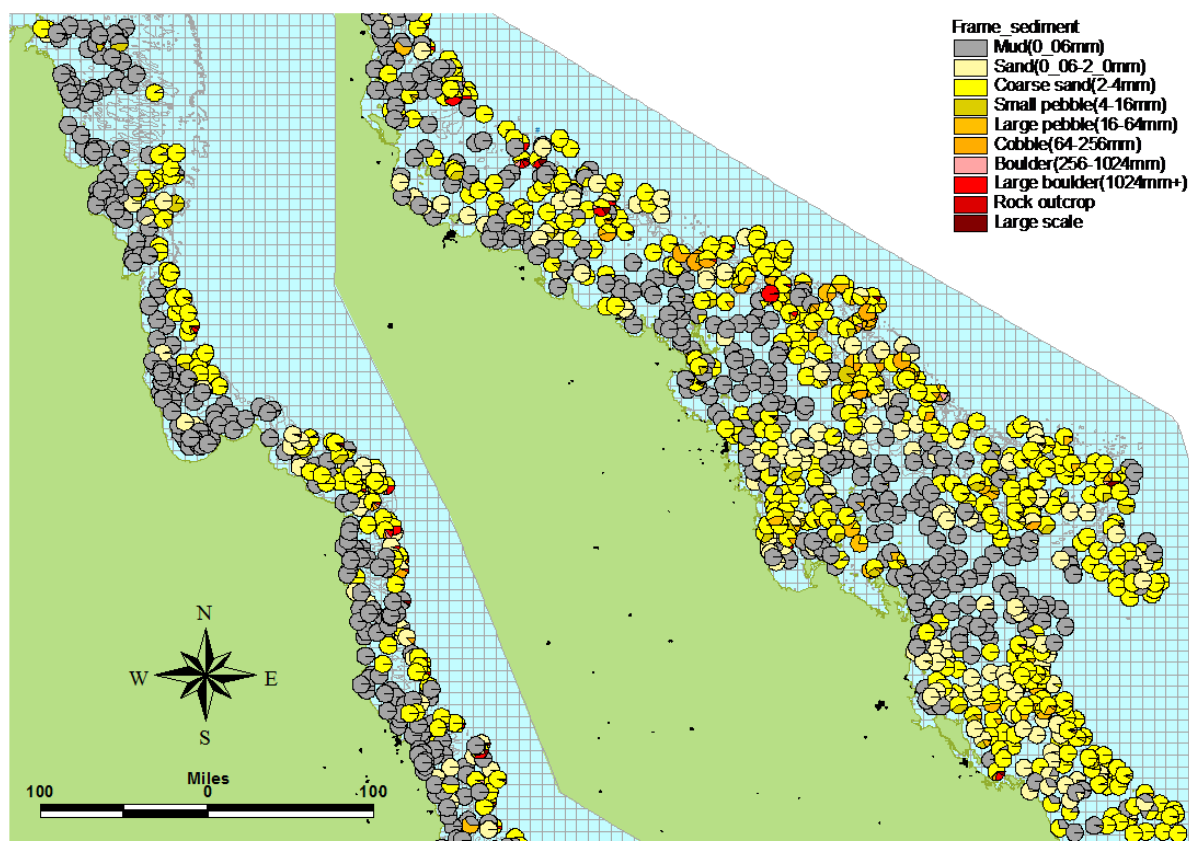 Frame_sediment
Mud(0_06mm)
Sand(0_06-2_0mm)
Coarse sand(2-4mm)
Small pebble(4-16mm)
Large pebble(16-64mm)
Cobble(64-256mm)
Boulder(256-1024mm)
Large boulder(1024mm+)
Rock outcrop
Large scale
N
W E
S
Miles
100 0 100